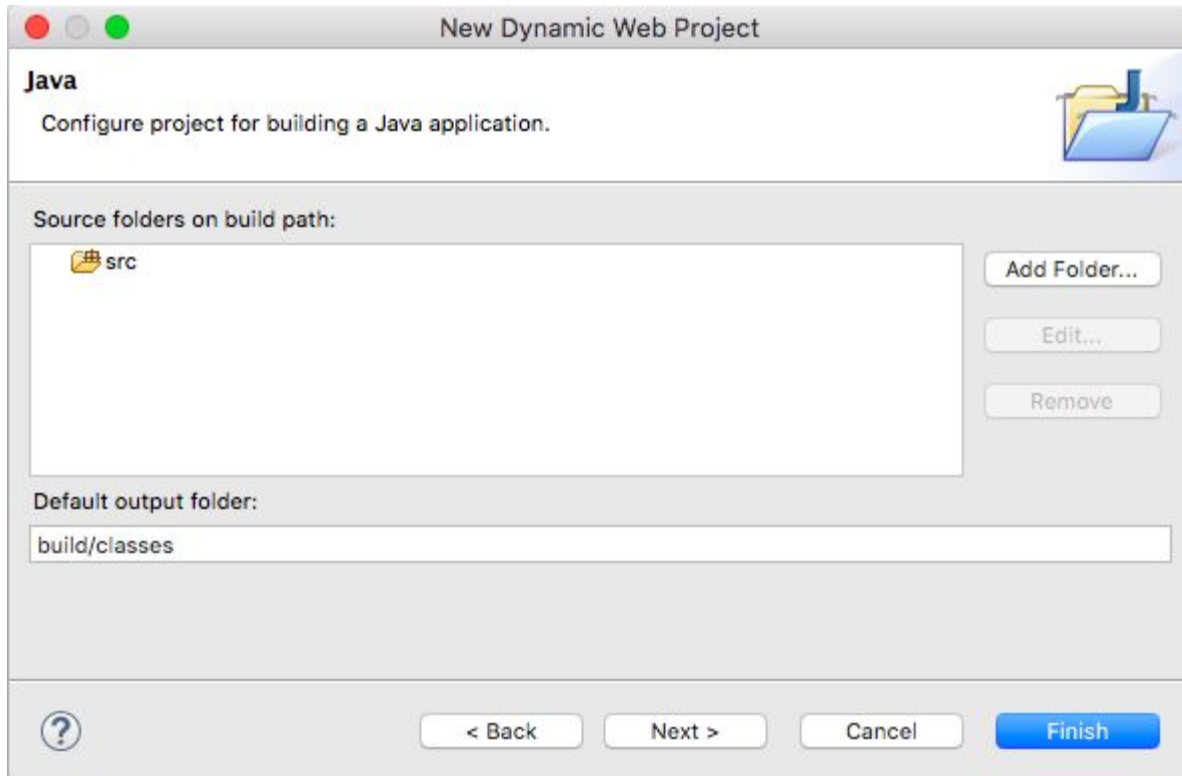 New Dynamic Web Project
Java
Configure project for building a Java application.
Source folders on build path:
src
Add Folder...
Edit...
Remove
Default output folder:
build/classes
?
< Back
Next >
Cancel
Finish